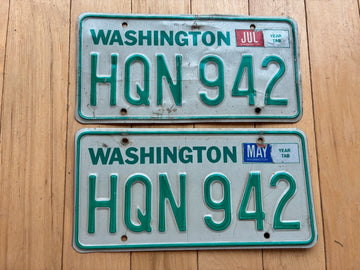 WASHINGTON JUL YEAR TAB
HQN 942
WASHINGTON MAY YEAR TAB
HQN 942